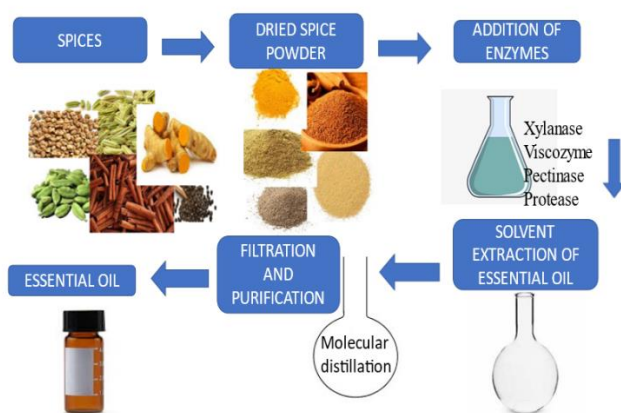 SPICES
DRIED SPICE
POWDER
ADDITION OF
ENZYMES
Xylanase
Viscozyme
Pectinase
Protease
SOLVENT
EXTRACTION OF
ESSENTIAL OIL
FILTRATION
AND
PURIFICATION
Molecular
distillation
ESSENTIAL OIL